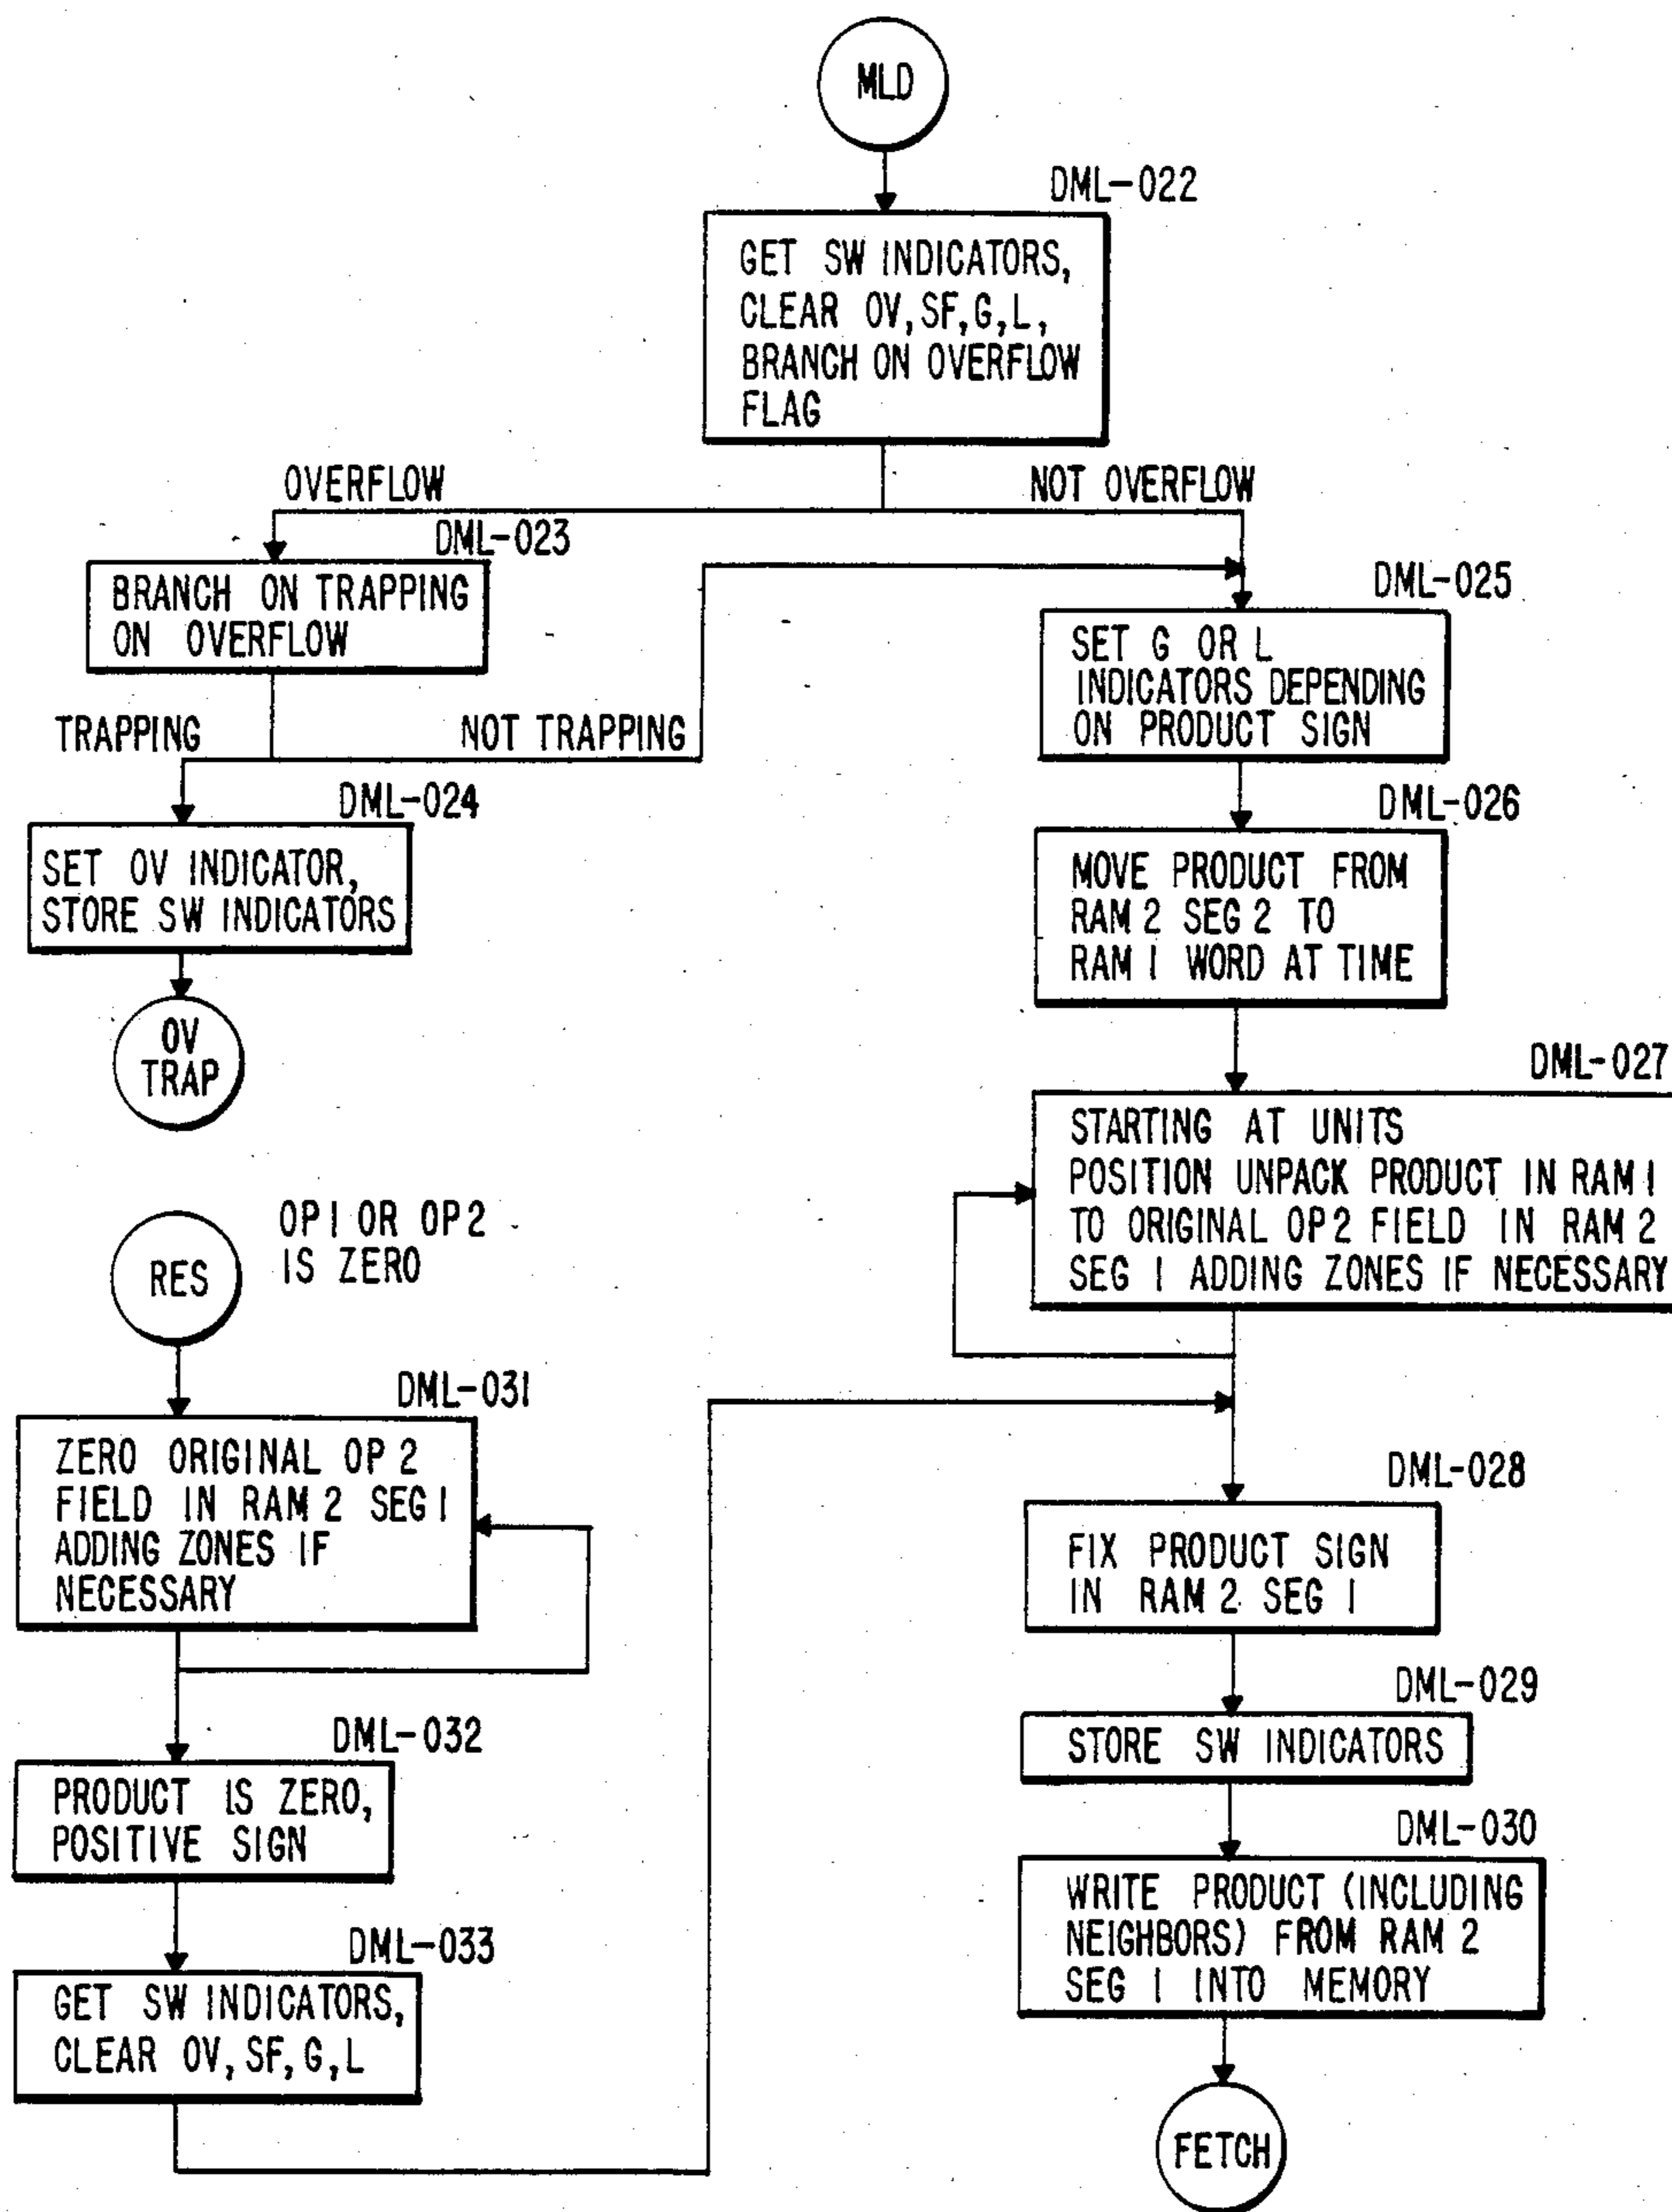 MLD
DML-022
GET SW INDICATORS,
CLEAR OV, SF, G, L,
BRANCH ON OVERFLOW
FLAG
OVERFLOW
NOT OVERFLOW
DML-023
BRANCH ON TRAPPING
ON OVERFLOW
TRAPPING
NOT TRAPPING
DML-024
SET OV INDICATOR,
STORE SW INDICATORS
OV
TRAP
DML-025
SET G OR L
INDICATORS DEPENDING
ON PRODUCT SIGN
DML-026
MOVE PRODUCT FROM
RAM 2 SEG 2 TO
RAM 1 WORD AT TIME
DML-027
STARTING AT UNITS
POSITION UNPACK PRODUCT IN RAM 1
TO ORIGINAL OP2 FIELD IN RAM 2
SEG 1 ADDING ZONES IF NECESSARY
RES
OP1 OR OP2
IS ZERO
DML-031
ZERO ORIGINAL OP 2
FIELD IN RAM 2 SEG 1
ADDING ZONES IF
NECESSARY
DML-032
PRODUCT IS ZERO,
POSITIVE SIGN
DML-033
GET SW INDICATORS,
CLEAR OV, SF, G, L
DML-028
FIX PRODUCT SIGN
IN RAM 2 SEG 1
DML-029
STORE SW INDICATORS
DML-030
WRITE PRODUCT (INCLUDING
NEIGHBORS) FROM RAM 2
SEG 1 INTO MEMORY
FETCH